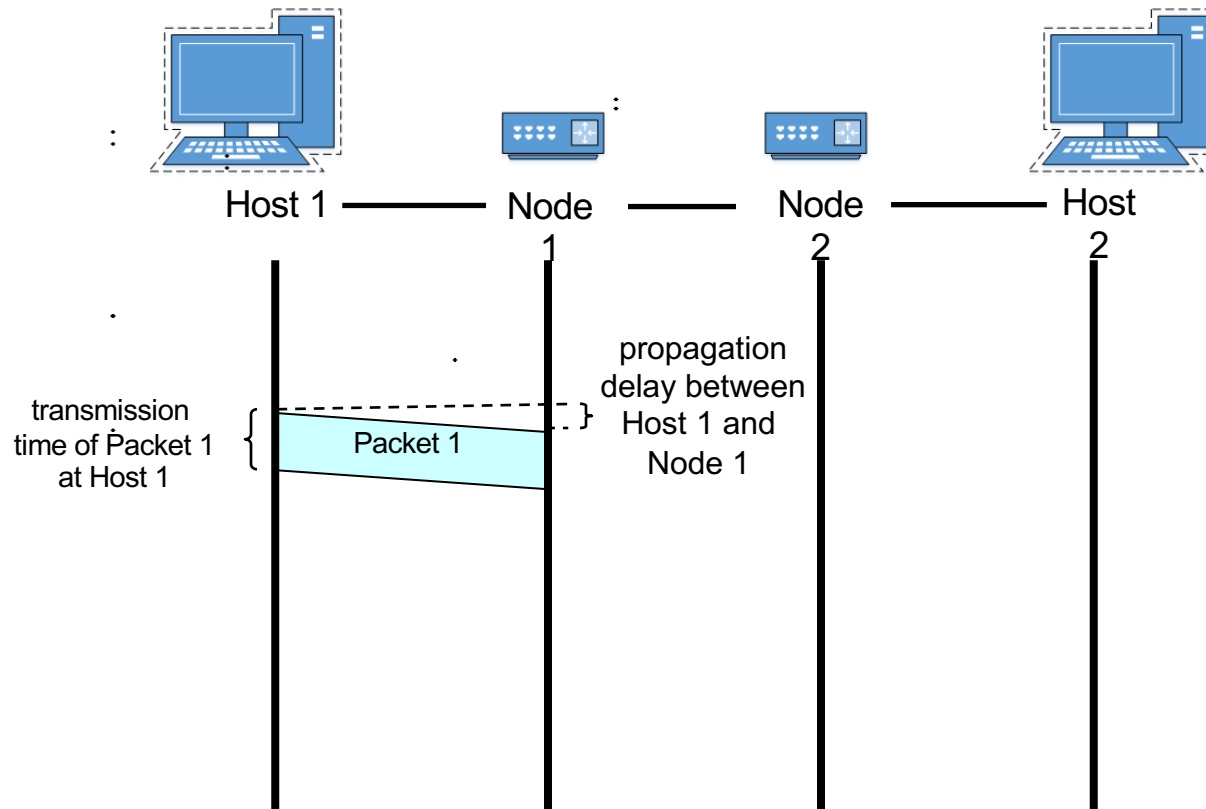 Host 1
Node
1
Node
2
Host
2
propagation
delay between
Host 1 and
Node 1
transmission
time of Packet 1
at Host 1
Packet 1